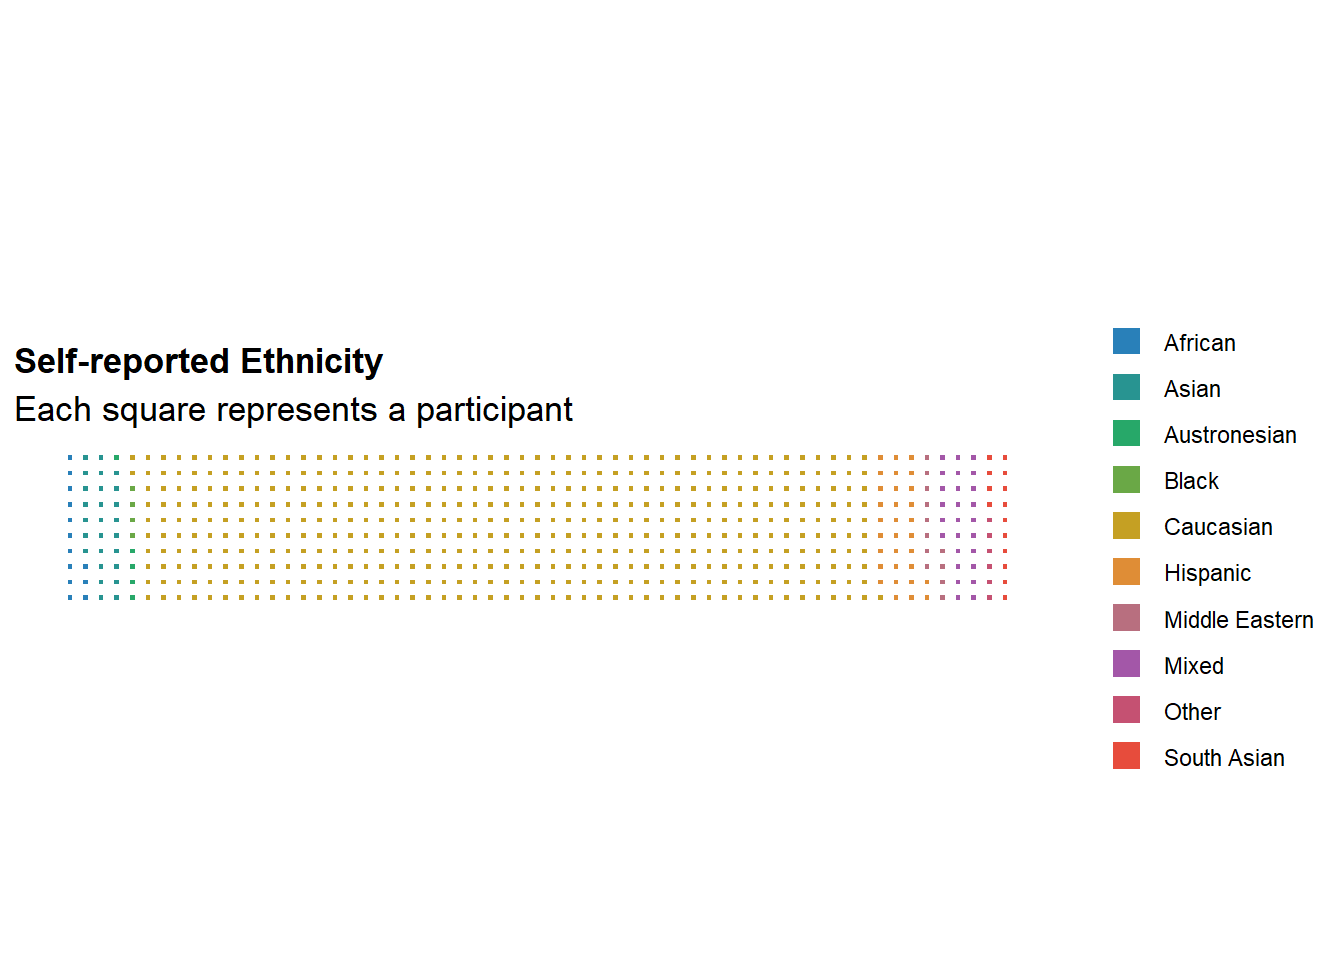 Self-reported Ethnicity
Each square represents a participant
African
Asian
Austronesian
Black
Caucasian
Hispanic
Middle Eastern
Mixed
Other
South Asian